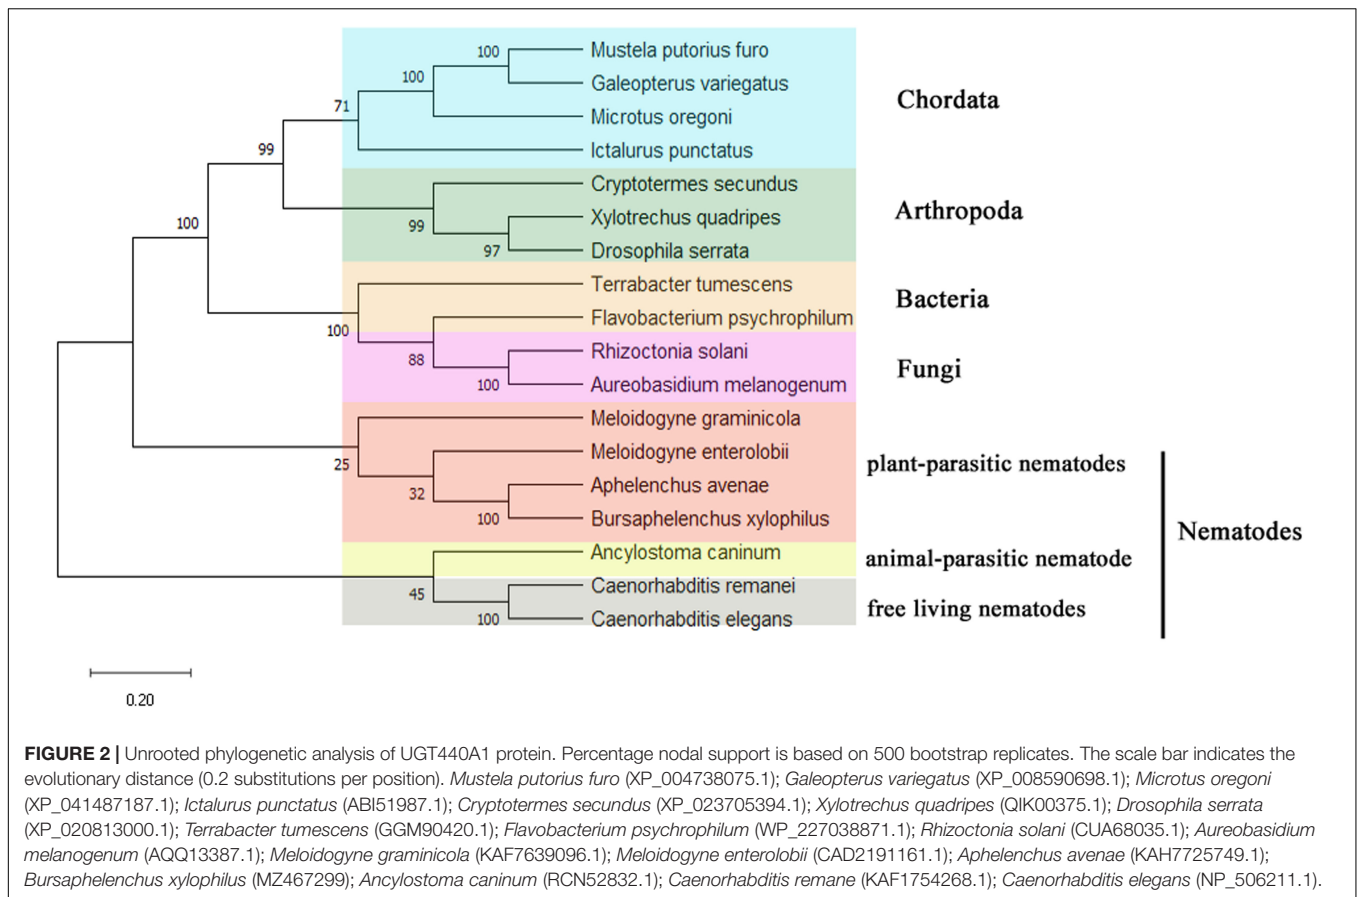 100
Mustela putorius furo
100
Galeopterus variegatus
71
Microtus oregoni
Chordata
99
Ictalurus punctatus
Cryptotermes secundus
100
99
Xylotrechus quadripes
Arthropoda
97
Drosophila serrata
Terrabacter tumescens
Bacteria
100
Flavobacterium psychrophilum
88
Rhizoctonia solani
Fungi
100
Aureobasidium melanogenum
Meloidogyne graminicola
25
Meloidogyne enterolobii
plant-parasitic nematodes
32
Aphelenchus avenae
100
Bursaphelenchus xylophilus
Nematodes
Ancylostoma caninum
animal-parasitic nematode
45
Caenorhabditis remanei
free living nematodes
100
Caenorhabditis elegans
0.20
FIGURE 2 | Unrooted phylogenetic analysis of UGT440A1 protein. Percentage nodal support is based on 500 bootstrap replicates. The scale bar indicates the
evolutionary distance (0.2 substitutions per position). Mustela putorius furo (XP_004738075.1); Galeopterus variegatus (XP_008590698.1); Microtus oregoni
(XP_041487187.1); Ictalurus punctatus (ABI51987.1); Cryptotermes secundus (XP_023705394.1); Xylotrechus quadripes (QIK00375.1); Drosophila serrata
(XP_020813000.1); Terrabacter tumescens (GGM90420.1); Flavobacterium psychrophilum (WP_227038871.1); Rhizoctonia solani (CUA68035.1); Aureobasidium
melanogenum (AQQ13387.1); Meloidogyne graminicola (KAF7639096.1); Meloidogyne enterolobii (CAD2191161.1); Aphelenchus avenae (KAH7725749.1);
Bursaphelenchus xylophilus (MZ467299); Ancylostoma caninum (RCN52832.1); Caenorhabditis remane (KAF1754268.1); Caenorhabditis elegans (NP_506211.1).